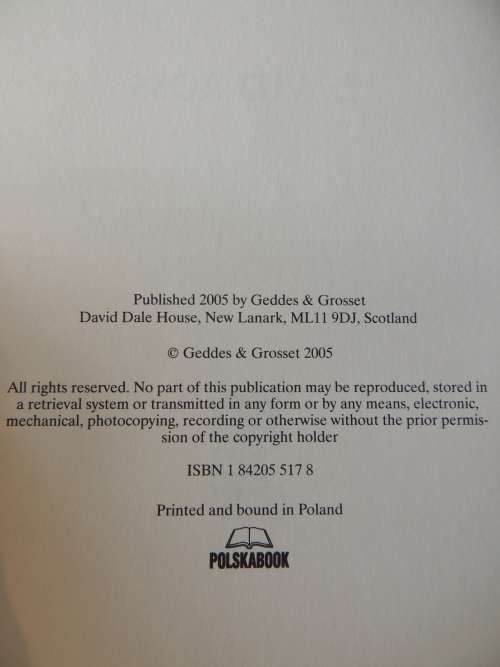 Published 2005 by Geddes & Grosset
David Dale House, New Lanark, ML11 9DJ, Scotland
© Geddes & Grosset 2005
All rights reserved. No part of this publication may be reproduced, stored in
a retrieval system or transmitted in any form or by any means, electronic,
mechanical, photocopying, recording or otherwise without the prior permis-
sion of the copyright holder
ISBN 1 84205 517 8
Printed and bound in Poland
POLSKABOOK